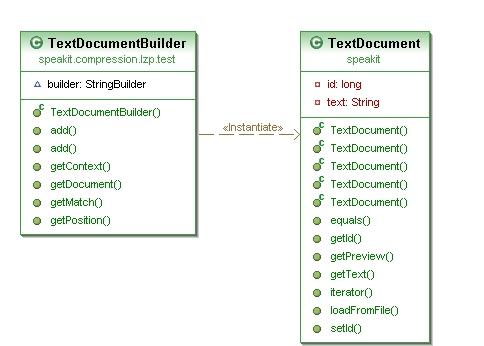 TextDocumentBuilder
speakit.compression.lzp.test
builder: StringBuilder
TextDocumentBuilder()
add()
add()
getContext()
getDocument()
getMatch()
getPosition()
«Instantiate»
TextDocument
speakit
id: long
text: String
TextDocument()
TextDocument()
TextDocument()
TextDocument()
TextDocument()
equals()
getId()
getPreview()
getText()
iterator()
loadFromFile()
setId()